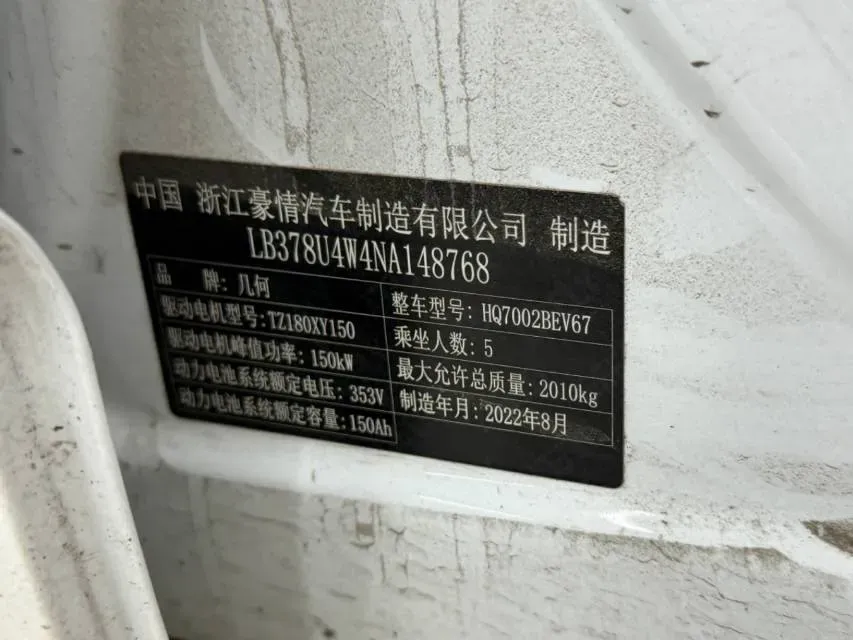 中国 浙江豪情汽车制造有限公司 制造
LB378U4W4NA148768
品 牌: 几何
驱动电机型号: TZ180XY150
驱动电机峰值功率: 150kW
动力电池系统额定电压: 353V
动力电池系统额定容量: 150Ah
整车型号: HQ7002BEV67
乘坐人数: 5
最大允许总质量: 2010kg
制造年月: 2022年8月